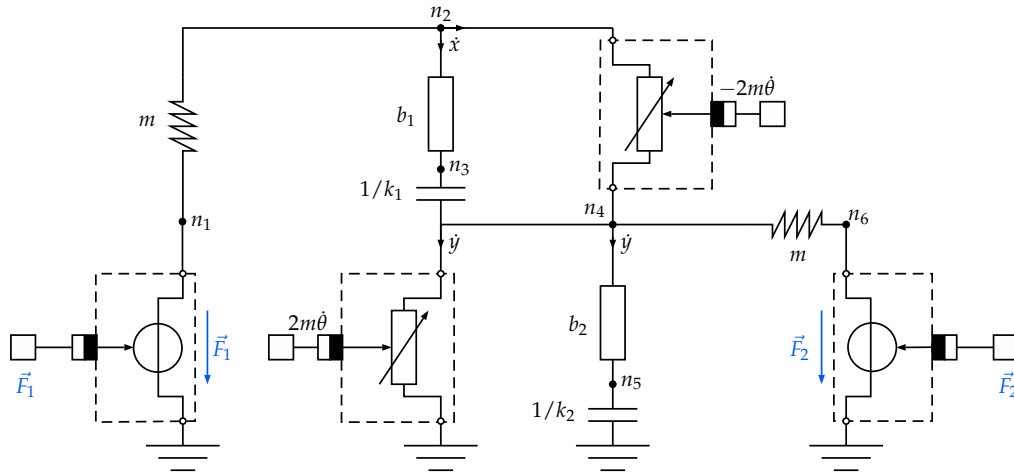 n₂
ẋ
−2mθ̇
m
b₁
n₃
1/k₁
n₄
n₁
n₆
ẏ
ẏ
m
2mθ̇
b₂
F⃗₁
F⃗₂
F⃗₁
n₅
F⃗₂
1/k₂